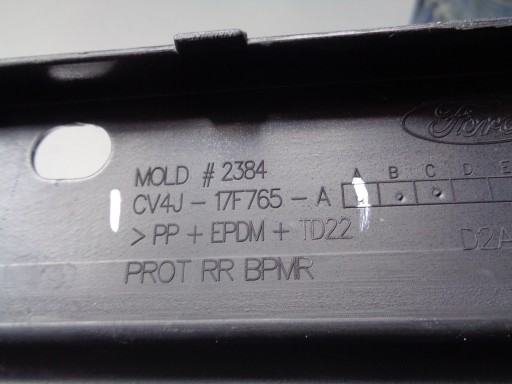 Ford
MOLD # 2384
A B C D E
CV4J - 17F765 - A
>PP + EPDM + TD22
D2A
PROT RR BPMR